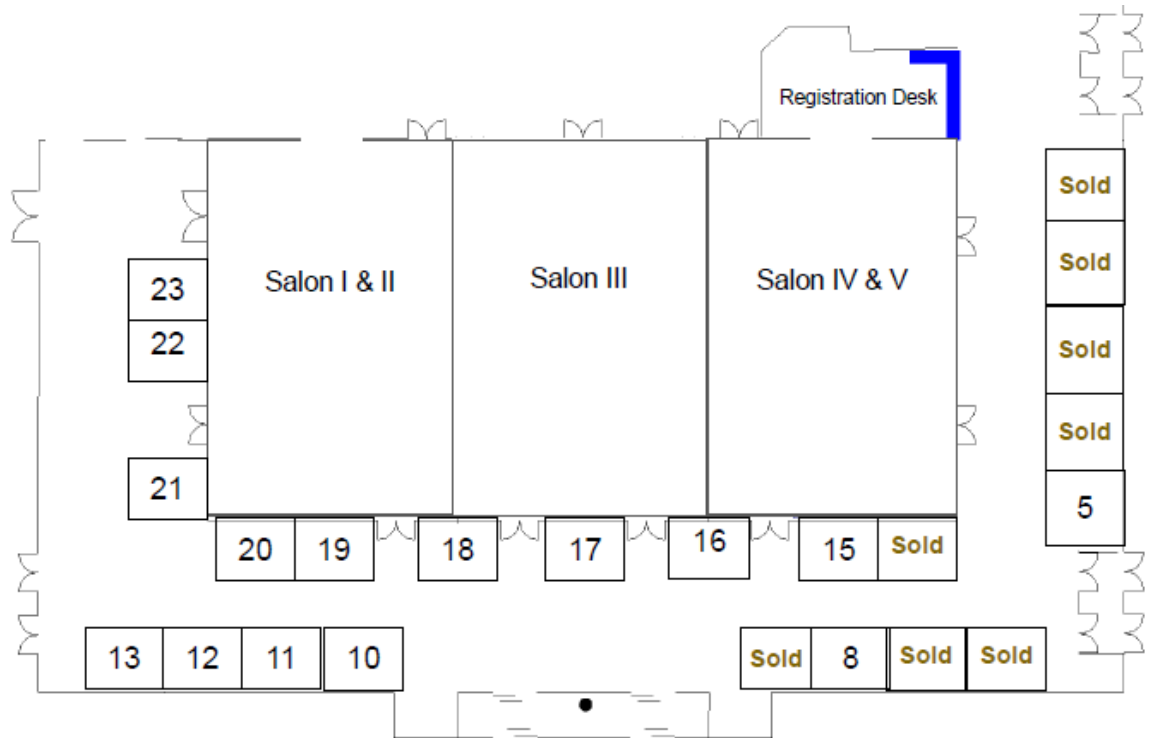 Registration Desk
Sold
Sold
Salon I & II
Salon III
Salon IV & V
23
22
Sold
Sold
21
5
20
19
18
17
16
15
Sold
13
12
11
10
Sold
8
Sold
Sold